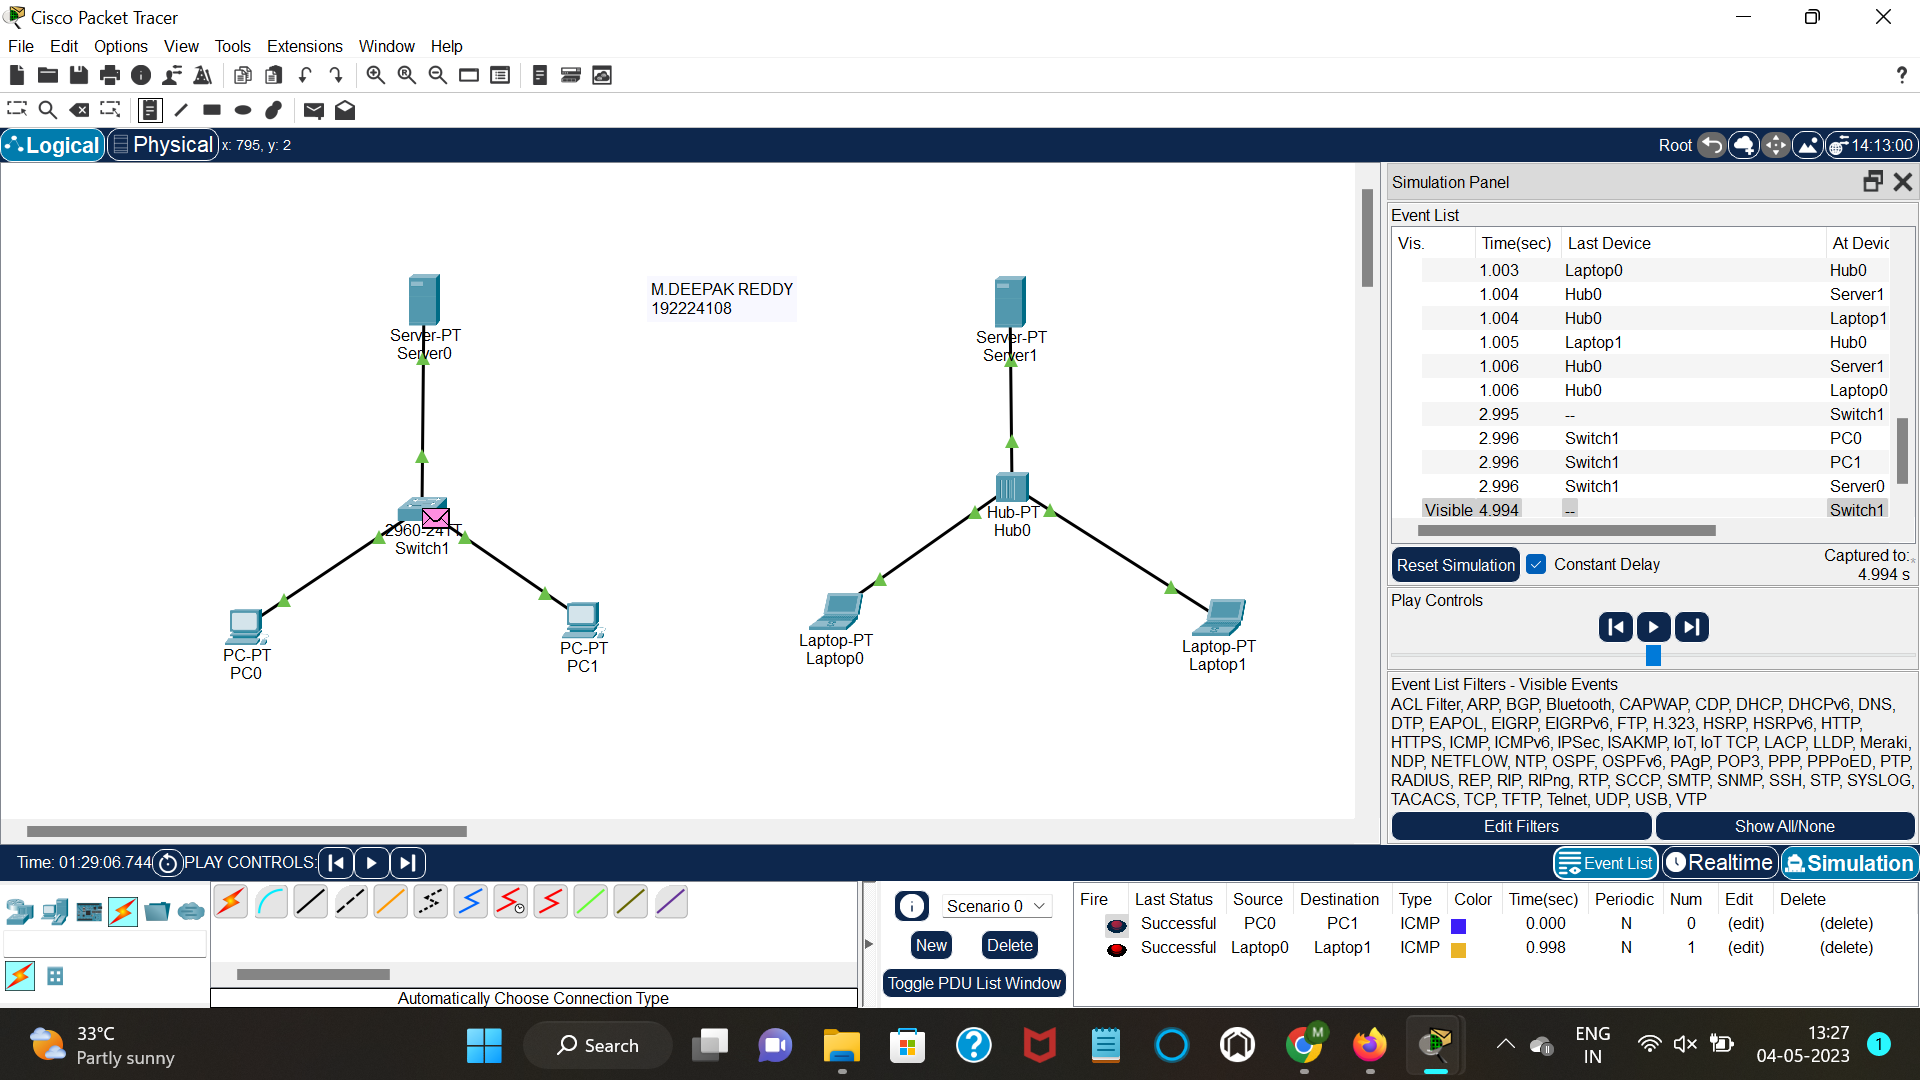 Cisco Packet Tracer
File Edit Options View Tools Extensions Window Help
?
Logical Physical x: 795, y: 2 Root 14:13:00
M.DEEPAK REDDY
192224108
Server-PT
Server0
Server-PT
Server1
2960-24TT
Switch1
Hub-PT
Hub0
PC-PT
PC0
PC-PT
PC1
Laptop-PT
Laptop0
Laptop-PT
Laptop1
Simulation Panel
Event List
Vis. Time(sec) Last Device At Devic
1.003 Laptop0 Hub0
1.004 Hub0 Server1
1.004 Hub0 Laptop1
1.005 Laptop1 Hub0
1.006 Hub0 Server1
1.006 Hub0 Laptop0
2.995 -- Switch1
2.996 Switch1 PC0
2.996 Switch1 PC1
2.996 Switch1 Server0
Visible 4.994 -- Switch1
Reset Simulation Constant Delay Captured to:
4.994 s
Play Controls
Event List Filters - Visible Events
ACL Filter, ARP, BGP, Bluetooth, CAPWAP, CDP, DHCP, DHCPv6, DNS,
DTP, EAPOL, EIGRP, EIGRPv6, FTP, H.323, HSRP, HSRPv6, HTTP,
HTTPS, ICMP, ICMPv6, IPSec, ISAKMP, IoT, IoT TCP, LACP, LLDP, Meraki,
NDP, NETFLOW, NTP, OSPF, OSPFv6, PAgP, POP3, PPP, PPPoED, PTP,
RADIUS, REP, RIP, RIPng, RTP, SCCP, SMTP, SNMP, SSH, STP, SYSLOG,
TACACS, TCP, TFTP, Telnet, UDP, USB, VTP
Edit Filters Show All/None
Time: 01:29:06.744 PLAY CONTROLS: Event List Realtime Simulation
Scenario 0
New Delete
Toggle PDU List Window
Automatically Choose Connection Type
Fire Last Status Source Destination Type Color Time(sec) Periodic Num Edit Delete
Successful PC0 PC1 ICMP 0.000 N 0 (edit) (delete)
Successful Laptop0 Laptop1 ICMP 0.998 N 1 (edit) (delete)
33°C
Partly sunny
Search
M
ENG
IN
13:27
04-05-2023
1